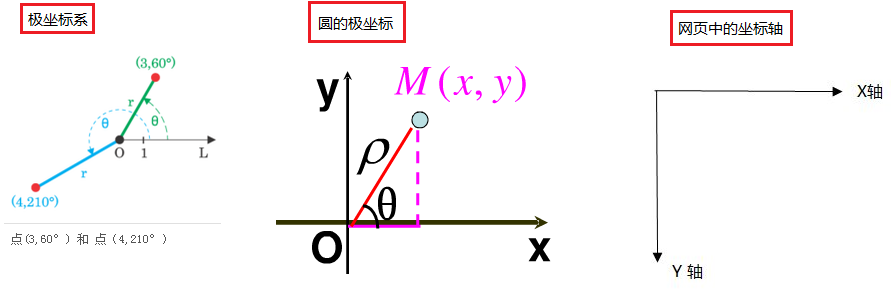 极坐标系
(3,60°)
r
θ
θ
O
1
L
r
(4,210°)
点(3,60°)和 点 (4,210°)
圆的极坐标
y
M(x, y)
ρ
θ
O
x
网页中的坐标轴
X轴
Y 轴